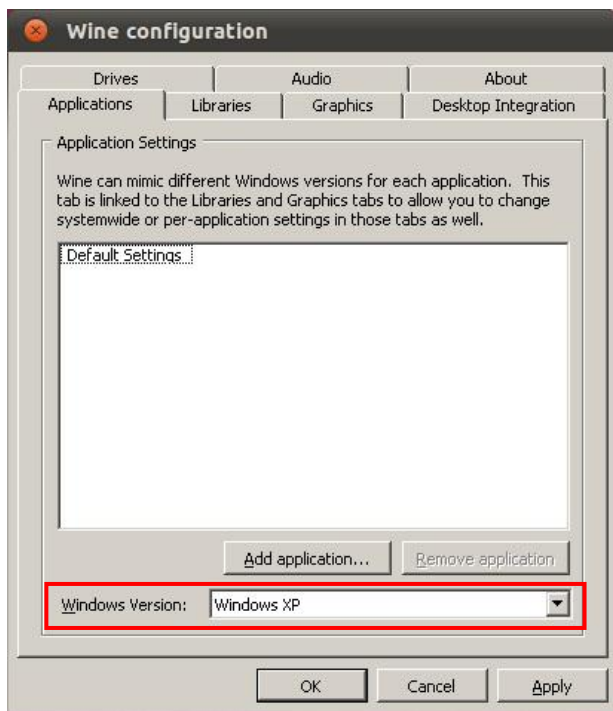 Wine configuration
Drives Audio About
Applications Libraries Graphics Desktop Integration
Application Settings
Wine can mimic different Windows versions for each application. This
tab is linked to the Libraries and Graphics tabs to allow you to change
systemwide or per-application settings in those tabs as well.
Default Settings
Add application... Remove application
Windows Version: Windows XP
OK Cancel Apply